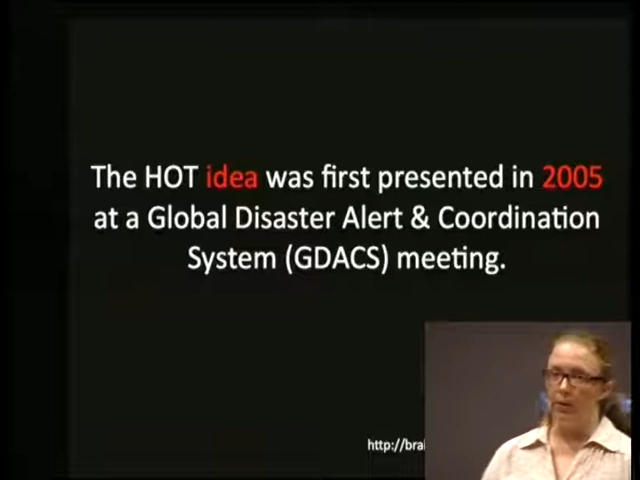 The HOT idea was first presented in 2005
at a Global Disaster Alert & Coordination
System (GDACS) meeting.
http://brai